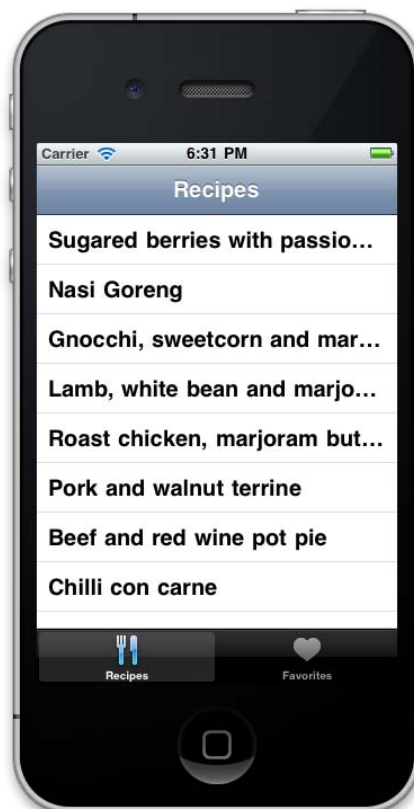 Carrier 6:31 PM
Recipes
Sugared berries with passio...
Nasi Goreng
Gnocchi, sweetcorn and mar...
Lamb, white bean and marjo...
Roast chicken, marjoram but...
Pork and walnut terrine
Beef and red wine pot pie
Chilli con carne
Recipes Favorites